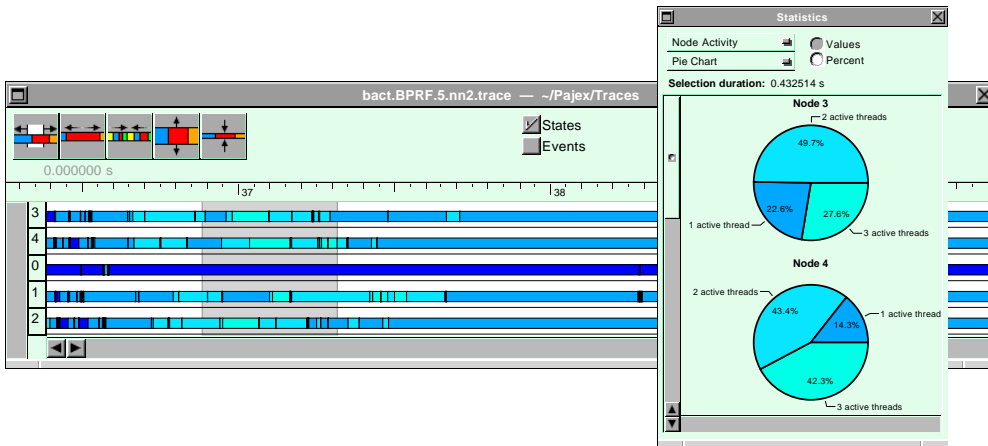 Statistics
Node Activity
Pie Chart
Values
Percent
Selection duration: 0.432514 s
bact.BPRF.5.nn2.trace — ~/Pajex/Traces
States
Events
0.000000 s
37
38
3
4
0
1
2
Node 3
2 active threads
49.7%
22.6%
27.6%
1 active thread
3 active threads
Node 4
2 active threads
43.4%
14.3%
1 active thread
42.3%
3 active threads